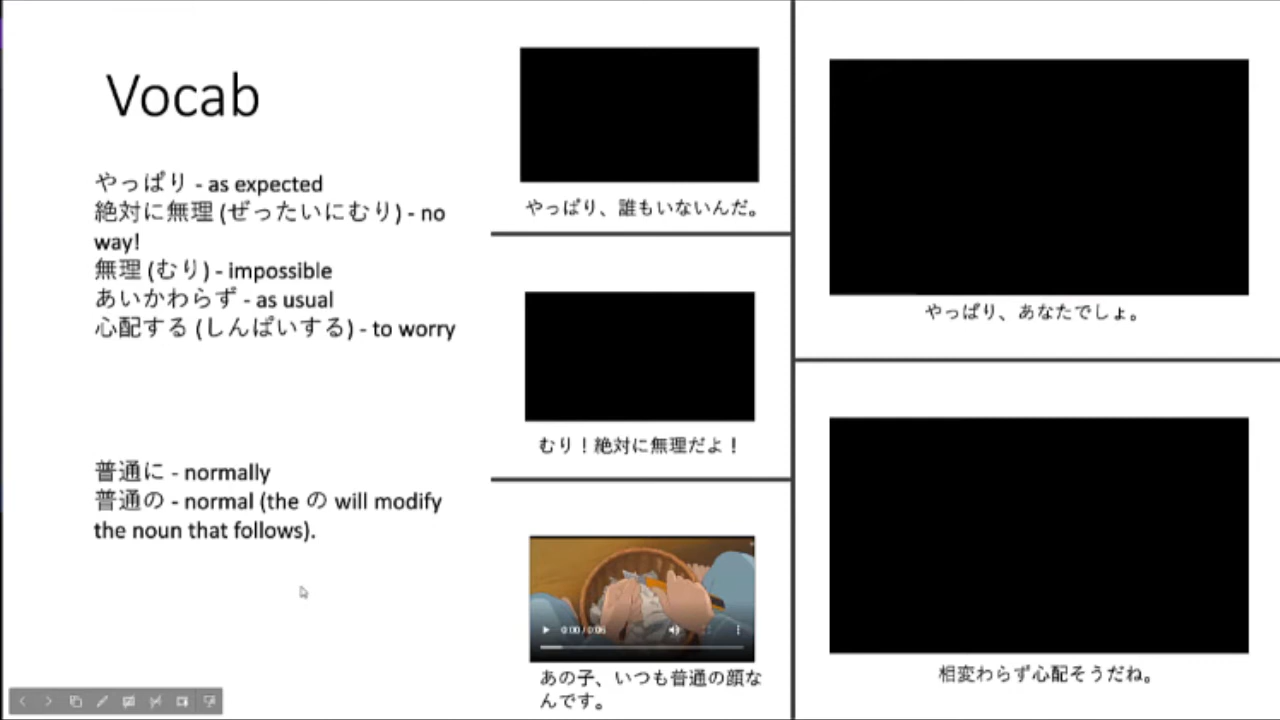 Vocab
やっぱり - as expected
絶対に無理 (ぜったいにむり) - no
way!
無理 (むり) - impossible
あいかわらず - as usual
心配する (しんぱいする) - to worry
普通に - normally
普通の - normal (the の will modify
the noun that follows).
やっぱり、誰もいないんだ。
むり！絶対に無理だよ！
0:00 / 0:06
あの子、いつも普通の顔な
んです。
やっぱり、あなたでしょ。
相変わらず心配そうだね。